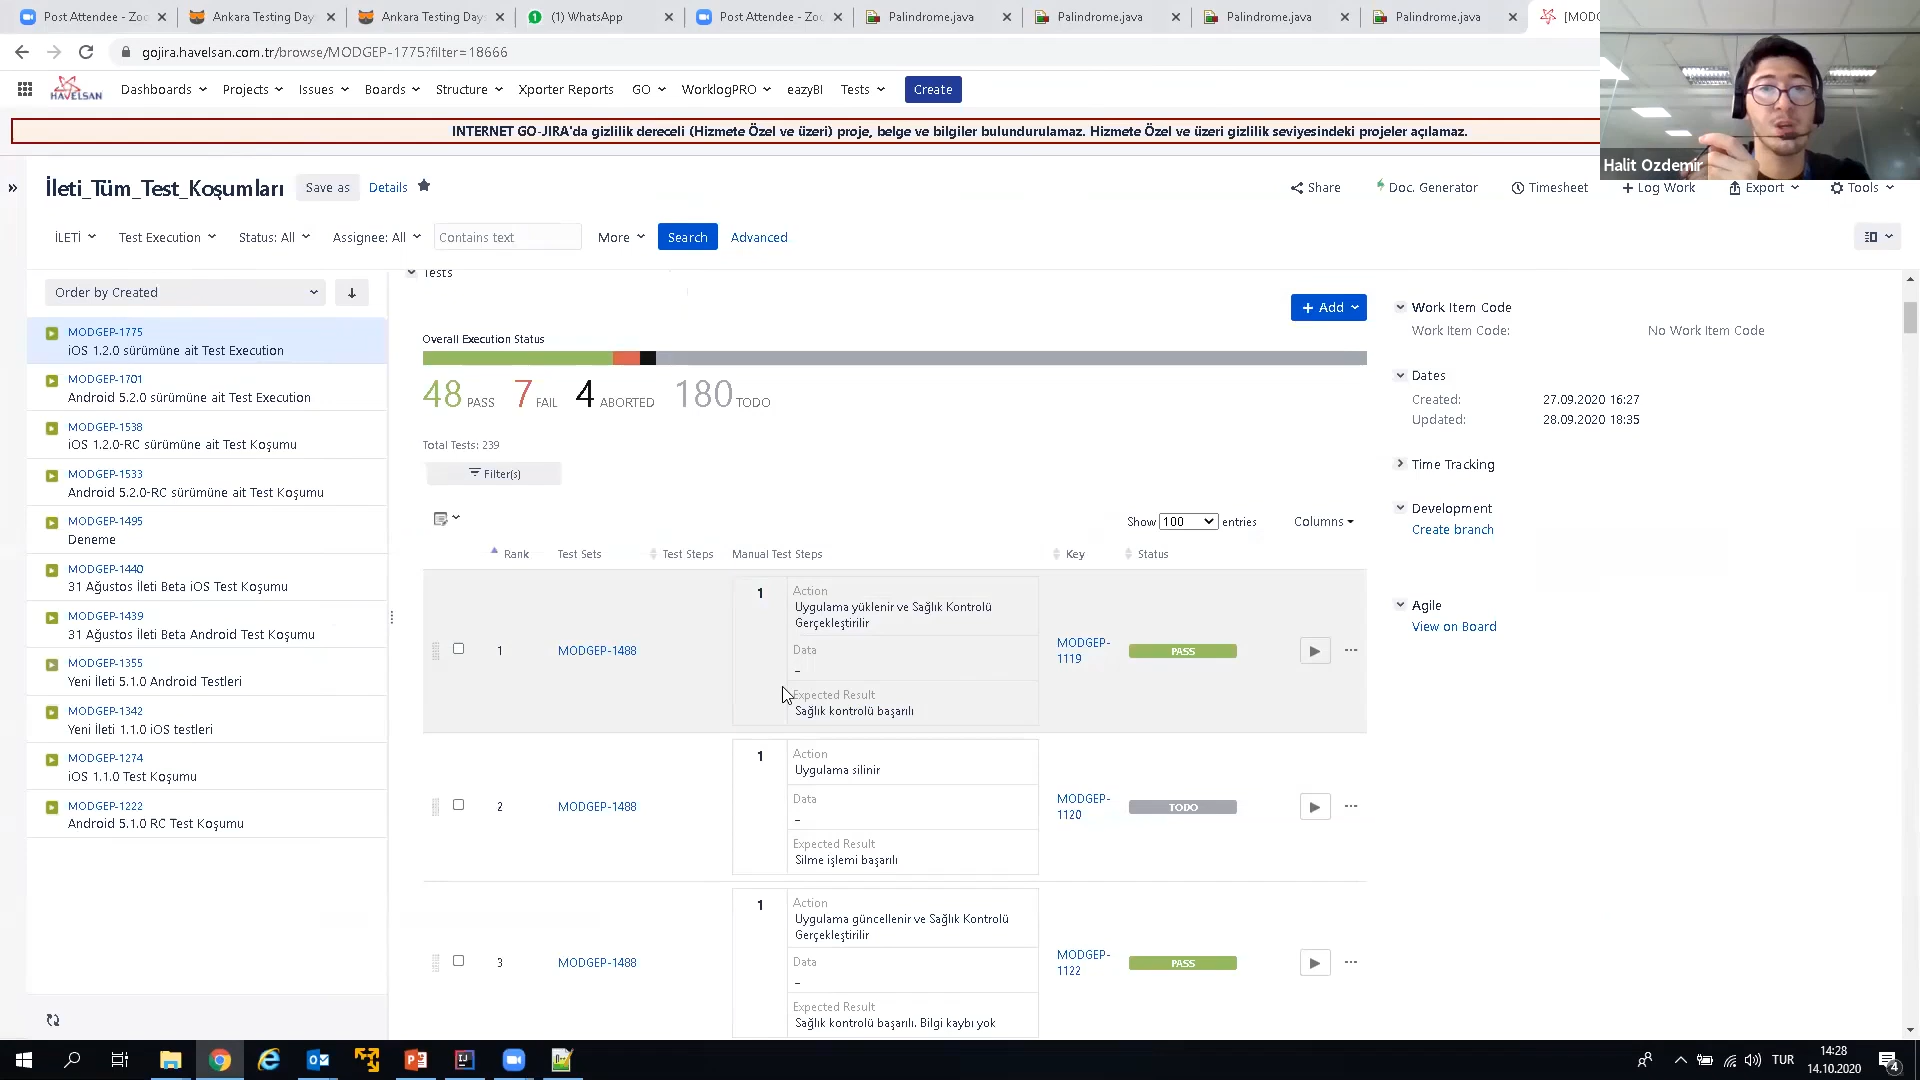 Post Attendee - Zoo
Ankara Testing Day
Ankara Testing Day
(1) WhatsApp
Post Attendee - Zo
Palindrome.java
Palindrome.java
Palindrome.java
Palindrome.java
gojira.havelsan.com.tr/browse/MODGEP-1775?filter=18666
HAVELSAN
Dashboards
Projects
Issues
Boards
Structure
Xporter Reports
GO
WorklogPRO
eazyBI
Tests
Create
INTERNET GO-JIRA'da gizlilik dereceli (Hizmete Özel ve üzeri) proje, belge ve bilgiler bulundurulamaz. Hizmete Özel ve üzeri gizlilik seviyesindeki projeler açılamaz.
Halit Ozdemir
İleti_Tüm_Test_Koşumları
Save as
Details
Share
Doc. Generator
Timesheet
Log Work
Export
Tools
İLETİ
Test Execution
Status: All
Assignee: All
Contains text
More
Search
Advanced
Order by Created
MODGEP-1775
iOS 1.2.0 sürümüne ait Test Execution
MODGEP-1701
Android 5.2.0 sürümüne ait Test Execution
MODGEP-1538
iOS 1.2.0-RC sürümüne ait Test Koşumu
MODGEP-1533
Android 5.2.0-RC sürümüne ait Test Koşumu
MODGEP-1495
Deneme
MODGEP-1440
31 Ağustos İleti Beta iOS Test Koşumu
MODGEP-1439
31 Ağustos İleti Beta Android Test Koşumu
MODGEP-1355
Yeni İleti 5.1.0 Android Testleri
MODGEP-1342
Yeni İleti 1.1.0 iOS testleri
MODGEP-1274
iOS 1.1.0 Test Koşumu
MODGEP-1222
Android 5.1.0 RC Test Koşumu
Tests
Add
Overall Execution Status
48 PASS 7 FAIL 4 ABORTED 180 TODO
Total Tests: 239
Filter(s)
Show 100 entries
Columns
Rank Test Sets Test Steps Manual Test Steps Key Status
1 MODGEP-1488
1 Action
Uygulama yüklenir ve Sağlık Kontrolü
Gerçekleştirilir
Data
–
Expected Result
Sağlık kontrolü başarılı
MODGEP-
1119
PASS
2 MODGEP-1488
1 Action
Uygulama silinir
Data
–
Expected Result
Silme işlemi başarılı
MODGEP-
1120
TODO
3 MODGEP-1488
1 Action
Uygulama güncellenir ve Sağlık Kontrolü
Gerçekleştirilir
Data
–
Expected Result
Sağlık kontrolü başarılı. Bilgi kaybı yok
MODGEP-
1122
PASS
Work Item Code
Work Item Code: No Work Item Code
Dates
Created: 27.09.2020 16:27
Updated: 28.09.2020 18:35
Time Tracking
Development
Create branch
Agile
View on Board
TUR
14:28
14.10.2020
4